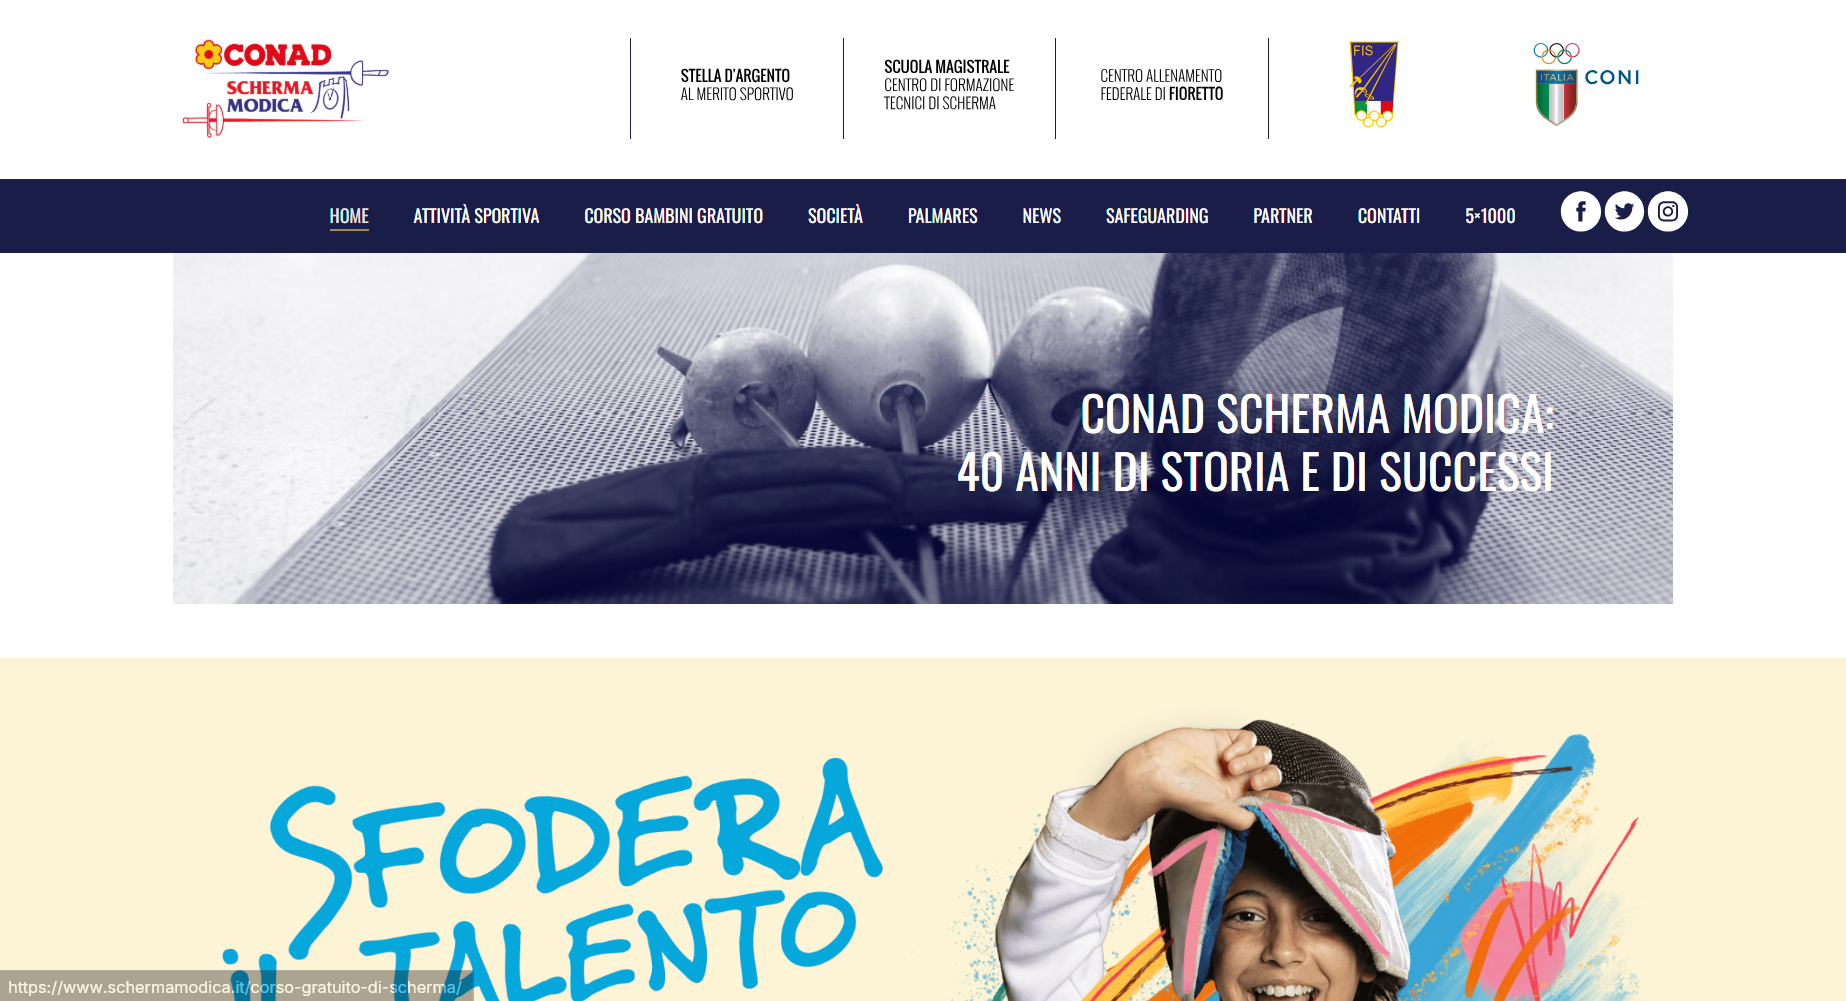 CONAD
SCHERMA
MODICA
STELLA D'ARGENTO
AL MERITO SPORTIVO
SCUOLA MAGISTRALE
CENTRO DI FORMAZIONE
TECNICI DI SCHERMA
CENTRO ALLENAMENTO
FEDERALE DI FIORETTO
FIS
ITALIA
CONI
HOME
ATTIVITÀ SPORTIVA
CORSO BAMBINI GRATUITO
SOCIETÀ
PALMARES
NEWS
SAFEGUARDING
PARTNER
CONTATTI
5×1000
CONAD SCHERMA MODICA:
40 ANNI DI STORIA E DI SUCCESSI
SFODERA
il TALENTO
https://www.schermamodica.it/corso-gratuito-di-scherma/